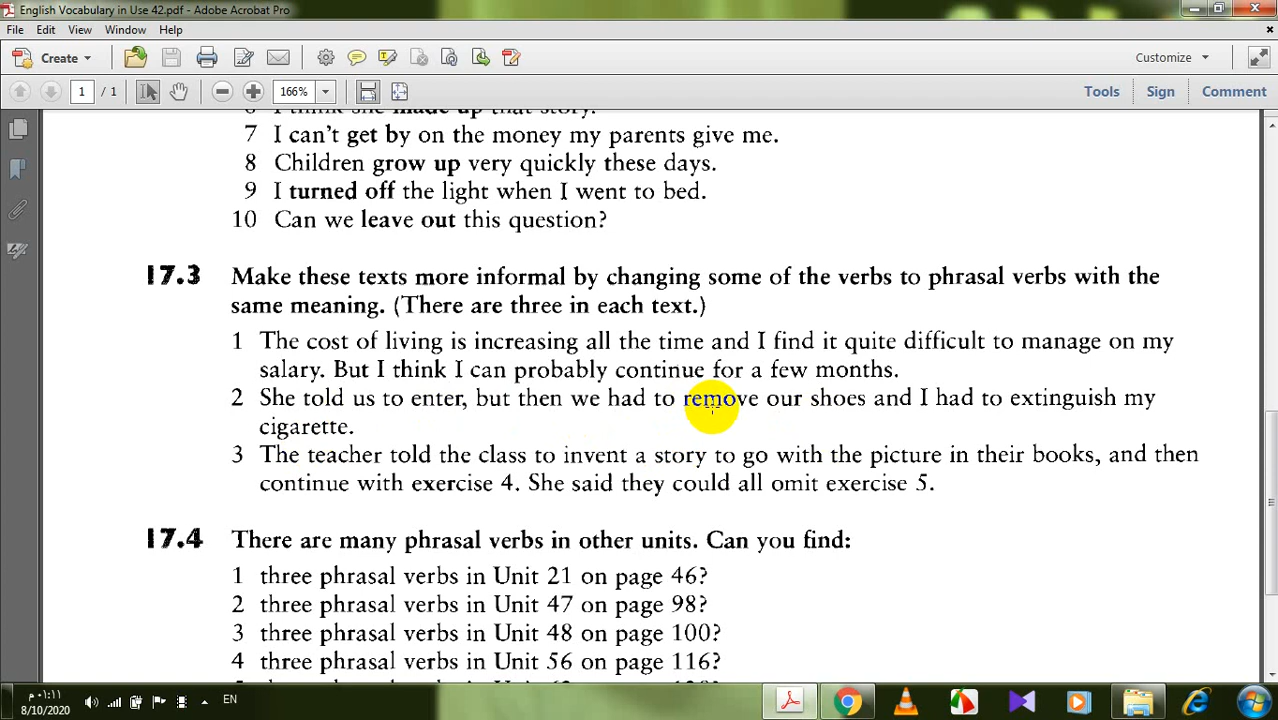 English Vocabulary in Use 42.pdf - Adobe Acrobat Pro
File Edit View Window Help
Create Customize
1 / 1 166% Tools Sign Comment
6 I think she made up that story.
7 I can't get by on the money my parents give me.
8 Children grow up very quickly these days.
9 I turned off the light when I went to bed.
10 Can we leave out this question?
17.3 Make these texts more informal by changing some of the verbs to phrasal verbs with the
same meaning. (There are three in each text.)
1 The cost of living is increasing all the time and I find it quite difficult to manage on my
salary. But I think I can probably continue for a few months.
2 She told us to enter, but then we had to remove our shoes and I had to extinguish my
cigarette.
3 The teacher told the class to invent a story to go with the picture in their books, and then
continue with exercise 4. She said they could all omit exercise 5.
17.4 There are many phrasal verbs in other units. Can you find:
1 three phrasal verbs in Unit 21 on page 46?
2 three phrasal verbs in Unit 47 on page 98?
3 three phrasal verbs in Unit 48 on page 100?
4 three phrasal verbs in Unit 56 on page 116?
م ٠١:١١
EN
8/10/2020